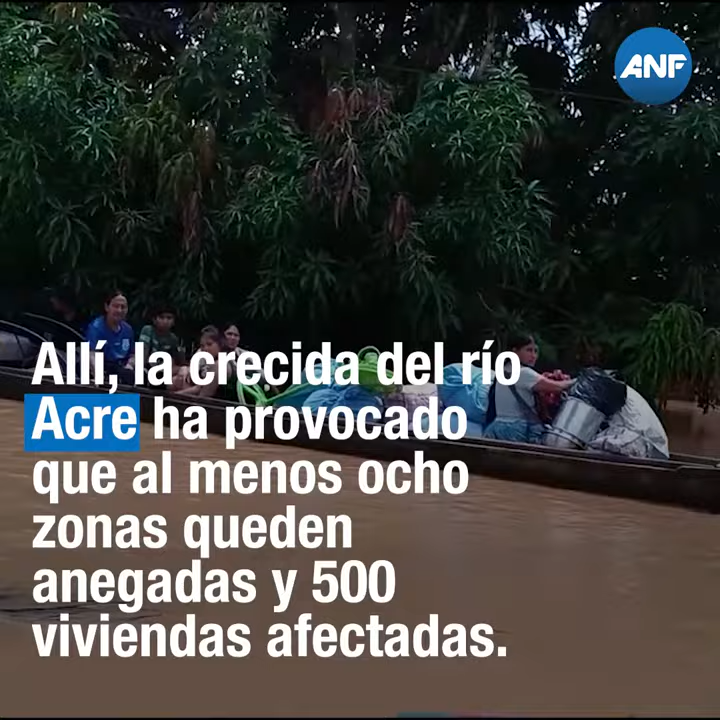 ANF
Allí, la crecida del río
Acre ha provocado
que al menos ocho
zonas queden
anegadas y 500
viviendas afectadas.